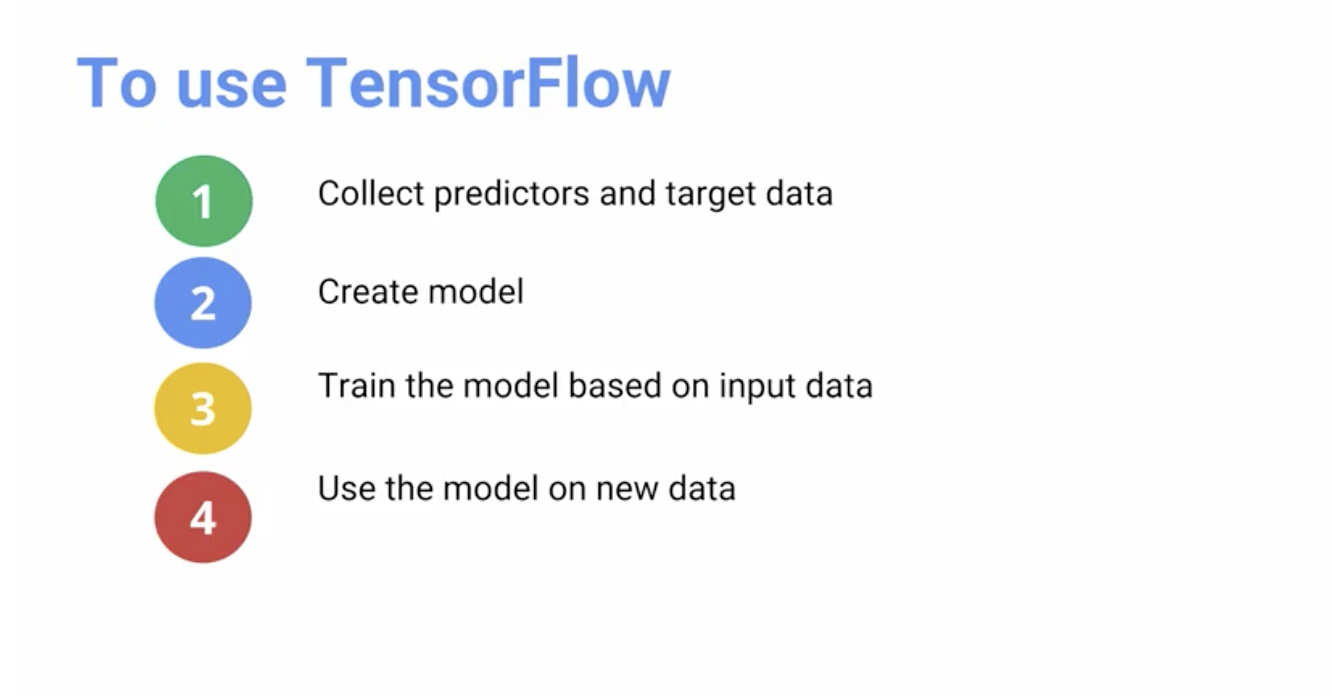 To use TensorFlow
1 Collect predictors and target data
2 Create model
3 Train the model based on input data
4 Use the model on new data